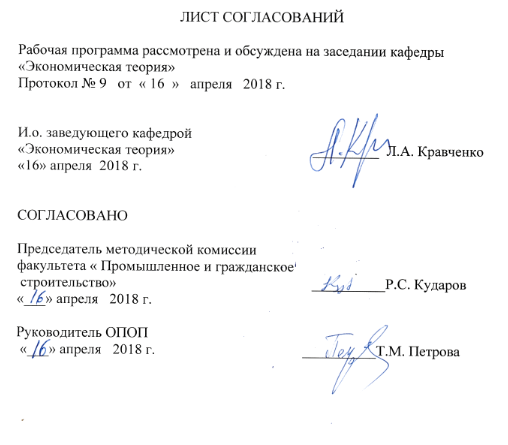 ЛИСТ СОГЛАСОВАНИЙ
Рабочая программа рассмотрена и обсуждена на заседании кафедры
«Экономическая теория»
Протокол № 9 от « 16 » апреля 2018 г.
И.о. заведующего кафедрой
«Экономическая теория» Л.А. Кравченко
«16» апреля 2018 г.
СОГЛАСОВАНО
Председатель методической комиссии
факультета « Промышленное и гражданское
строительство» Р.С. Кударов
«16» апреля 2018 г.
Руководитель ОПОП
«16» апреля 2018 г. Т.М. Петрова